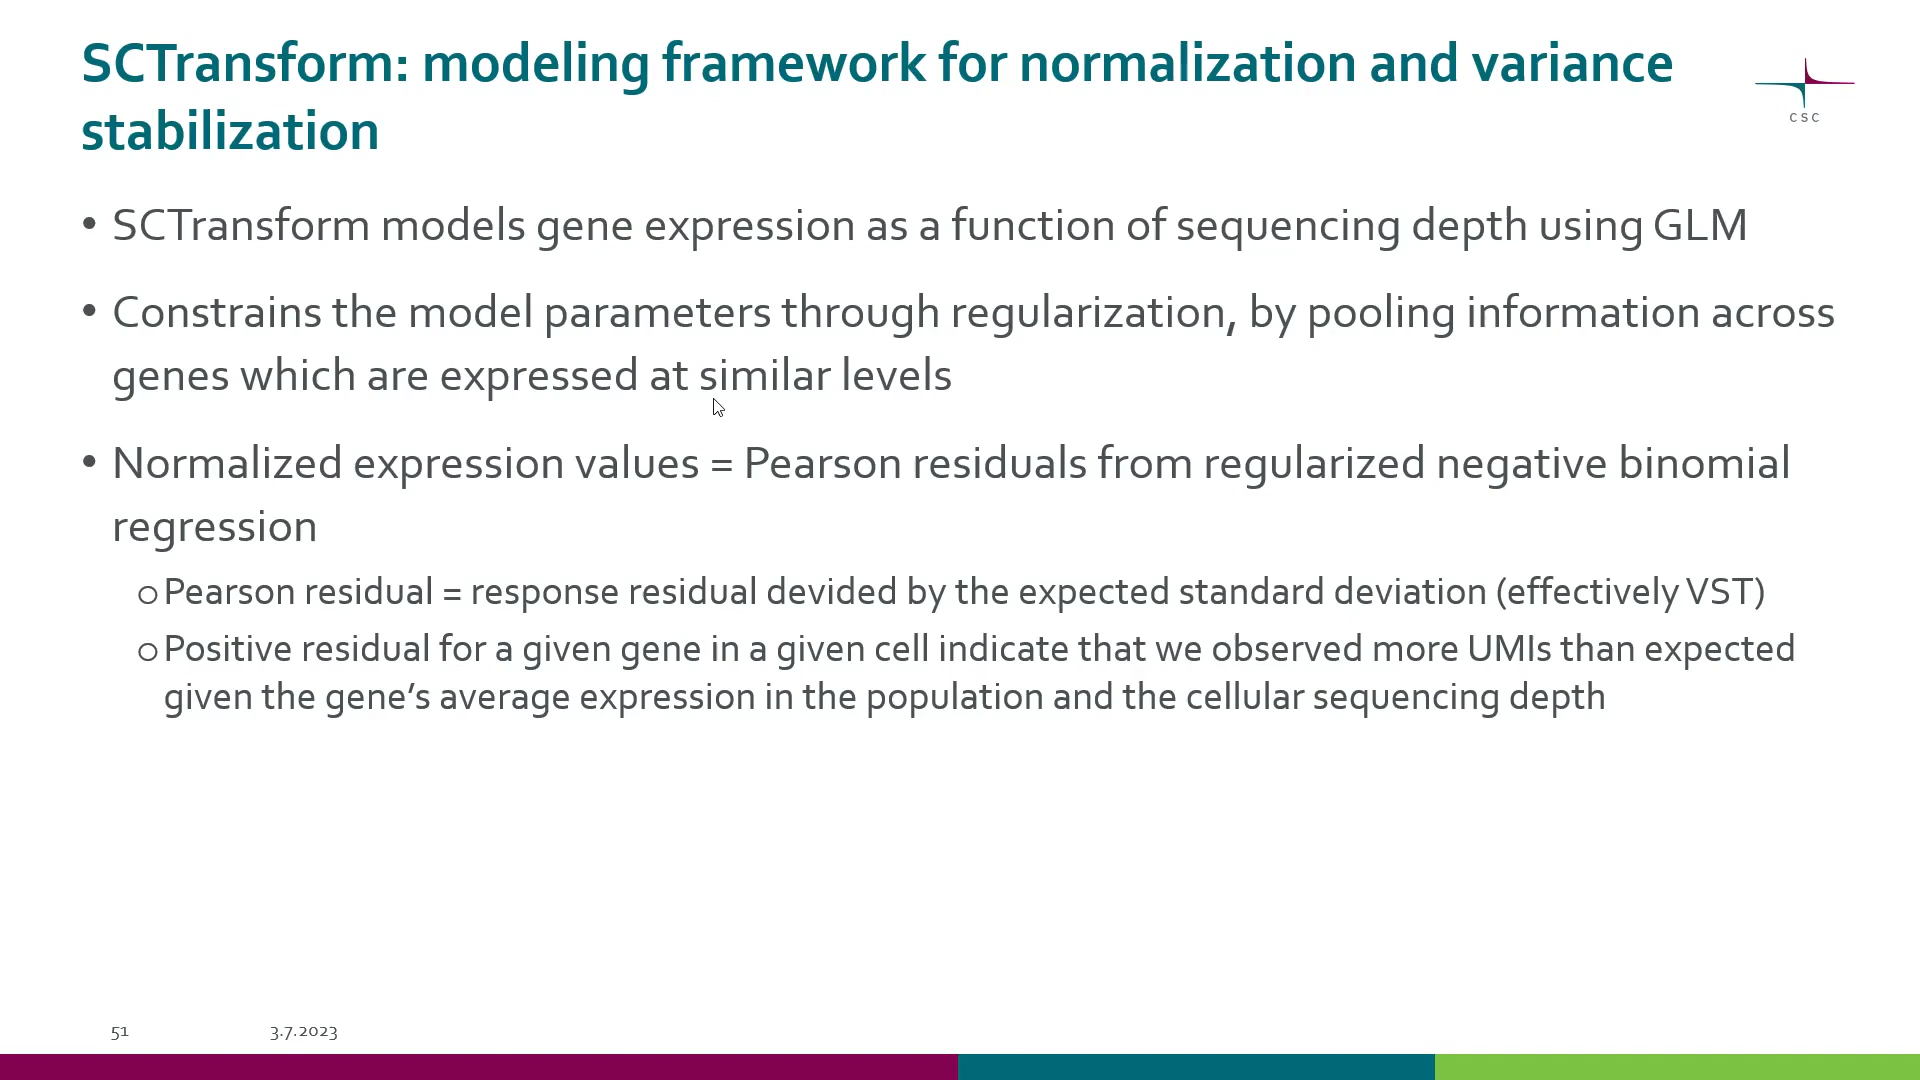 SCTransform: modeling framework for normalization and variance
stabilization
CSC
• SCTransform models gene expression as a function of sequencing depth using GLM
• Constrains the model parameters through regularization, by pooling information across
genes which are expressed at similar levels
• Normalized expression values = Pearson residuals from regularized negative binomial
regression
o Pearson residual = response residual devided by the expected standard deviation (effectively VST)
o Positive residual for a given gene in a given cell indicate that we observed more UMIs than expected
given the gene’s average expression in the population and the cellular sequencing depth
51 3.7.2023